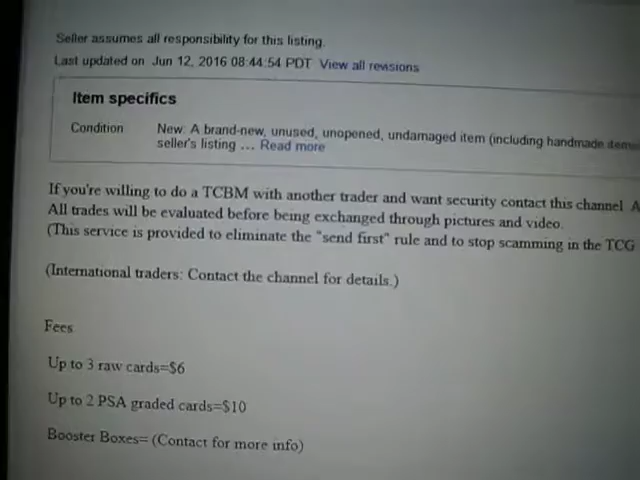 Seller assumes all responsibility for this listing.
Last updated on Jun 12, 2016 08:44:54 PDT View all revisions
Item specifics
Condition New: A brand-new, unused, unopened, undamaged item (including handmade items
seller's listing ... Read more
If you're willing to do a TCBM with another trader and want security contact this channel. A
All trades will be evaluated before being exchanged through pictures and video.
(This service is provided to eliminate the "send first" rule and to stop scamming in the TCG
(International traders: Contact the channel for details.)
Fees
Up to 3 raw cards=$6
Up to 2 PSA graded cards=$10
Booster Boxes= (Contact for more info)